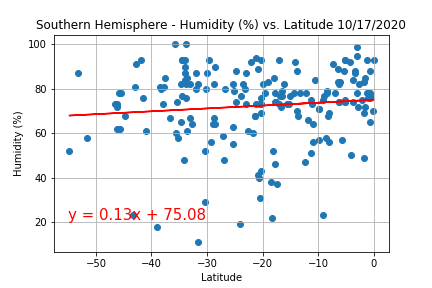 Southern Hemisphere - Humidity (%) vs. Latitude 10/17/2020
100
80
60
40
20
Humidity (%)
y = 0.13x + 75.08
−50
−40
−30
−20
−10
0
Latitude